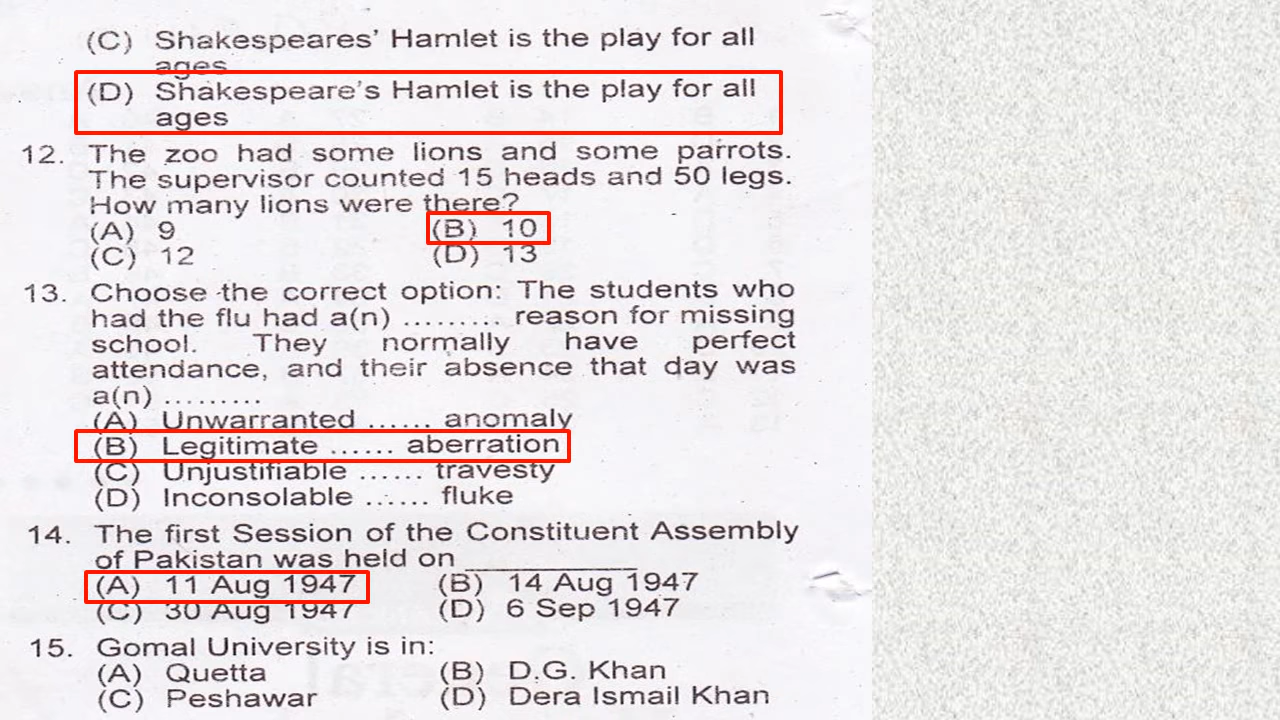 (C) Shakespeares' Hamlet is the play for all
ages
(D) Shakespeare's Hamlet is the play for all
ages
12. The zoo had some lions and some parrots.
The supervisor counted 15 heads and 50 legs.
How many lions were there?
(A) 9 (B) 10
(C) 12 (D) 13
13. Choose the correct option: The students who
had the flu had a(n) ......... reason for missing
school. They normally have perfect
attendance, and their absence that day was
a(n) .........
(A) Unwarranted ...... anomaly
(B) Legitimate ...... aberration
(C) Unjustifiable ...... travesty
(D) Inconsolable ...... fluke
14. The first Session of the Constituent Assembly
of Pakistan was held on ___________
(A) 11 Aug 1947 (B) 14 Aug 1947
(C) 30 Aug 1947 (D) 6 Sep 1947
15. Gomal University is in:
(A) Quetta (B) D.G. Khan
(C) Peshawar (D) Dera Ismail Khan